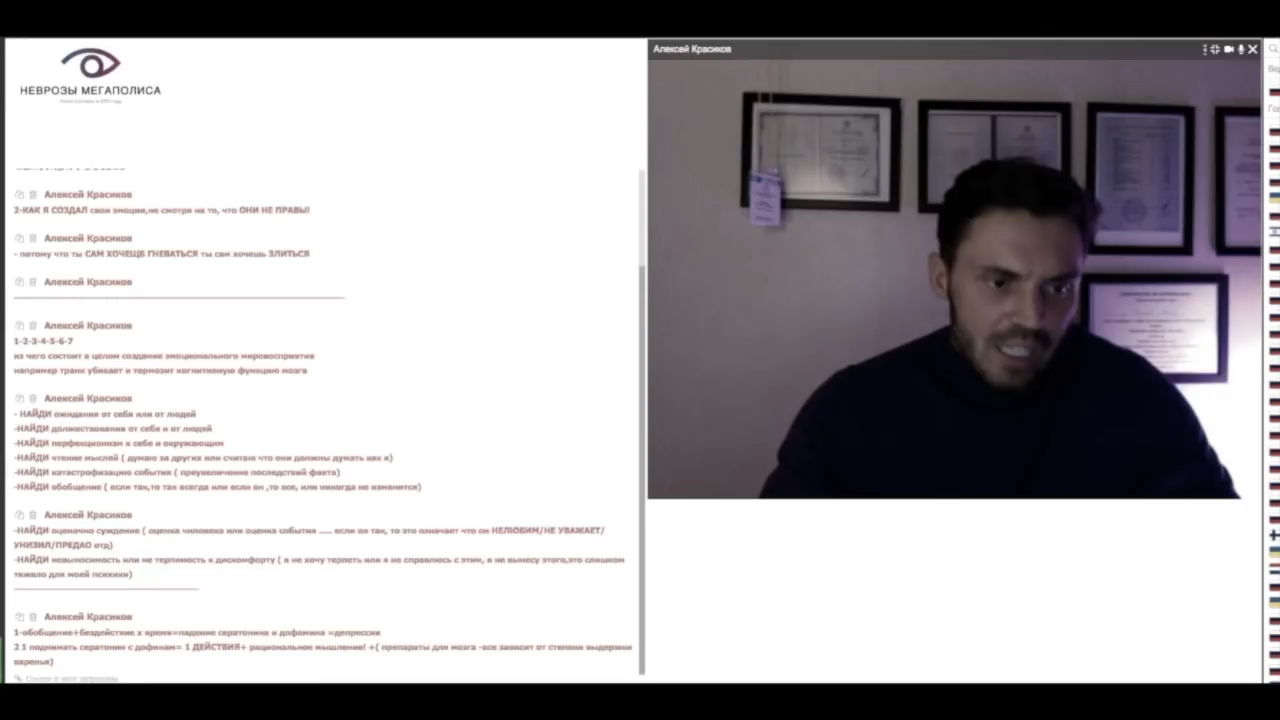 Алексей Красиков
НЕВРОЗЫ МЕГАПОЛИСА
Алексей Красиков
2-КАК Я СОЗДАЛ свои эмоции,не смотря на то, что ОНИ НЕ ПРАВЫ!
Алексей Красиков
- потому что ты САМ ХОЧЕЩБ ГНЕВАТЬСЯ ты сам хочешь ЗЛИТЬСЯ
Алексей Красиков
Алексей Красиков
1-2-3-4-5-6-7
из чего состоит в целом создание эмоционального мировосприятия
например транк убивает и тормозит когнитивную функцию мозга
Алексей Красиков
- НАЙДИ ожидания от себя или от людей
-НАЙДИ должествования от себя и от людей
-НАЙДИ перфекционизм к себе и окружающим
-НАЙДИ чтение мыслей ( думаю за других или считаю что они должны думать как я)
-НАЙДИ катастрофизацию события ( преувеличение последствий факта)
-НАЙДИ обобщение ( если так,то так всегда или если он ,то все, или никогда не изменится)
Алексей Красиков
-НАЙДИ оценочно суждение ( оценка чиловека или оценка события ..... если он так, то это означает что он НЕЛЮБИМ/НЕ УВАЖАЕТ/
УНИЗИЛ/ПРЕДАО отд)
-НАЙДИ невыносимость или не терпимость к дискомфорту ( я не хочу терпеть или я не справлюсь с этим, я не вынесу этого,это слишком
тяжело для моей психики)
Алексей Красиков
1-обобщение+бездействие х время=падение сератонина и дофамина =депрессия
2 1 поднимать сератонин с дофинам= 1 ДЕЙСТВИЯ+ рациональное мышление! +( препараты для мозга -все зависит от степени выдержки
варенья)